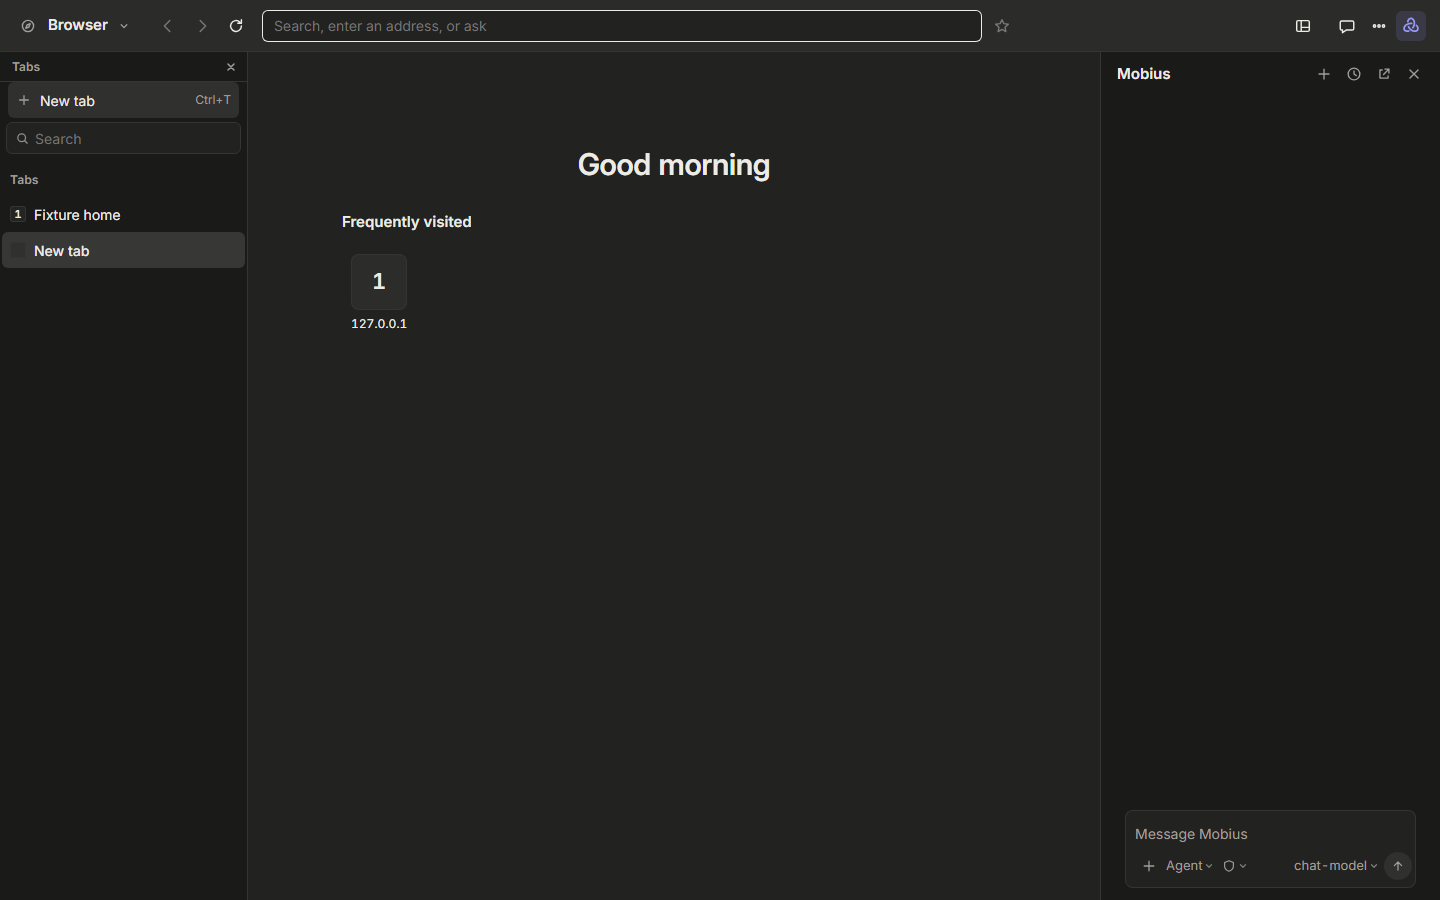 Browser
Search, enter an address, or ask
Tabs
New tab Ctrl+T
Search
Tabs
1 Fixture home
New tab
Good morning
Frequently visited
1
127.0.0.1
Mobius
Message Mobius
Agent
chat-model